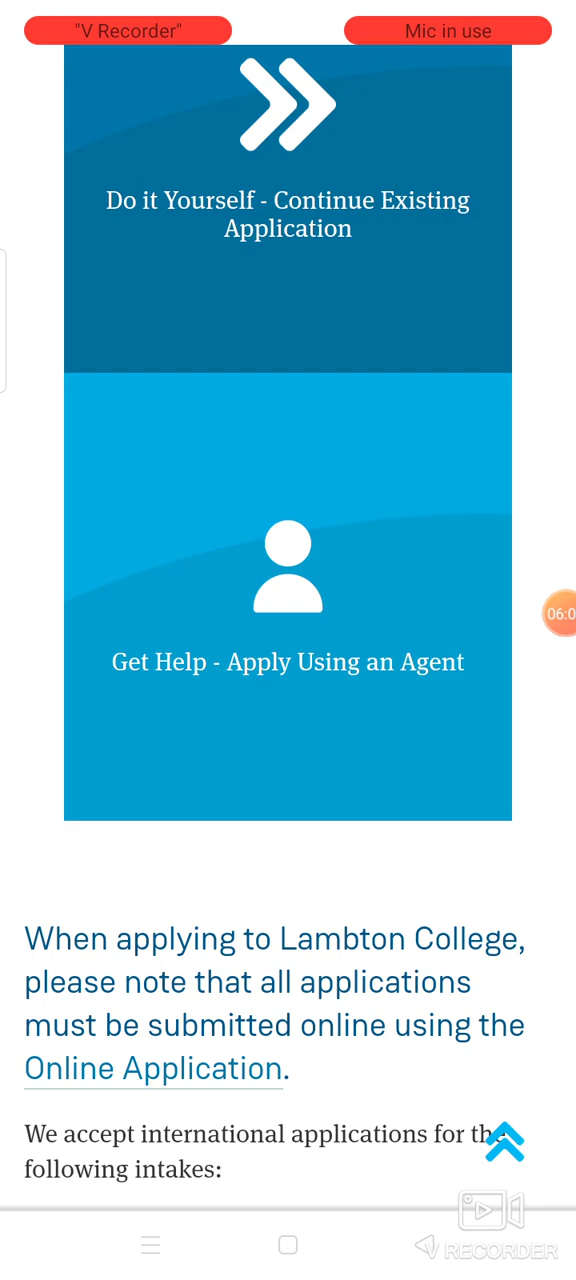 "V Recorder"
Mic in use
Do it Yourself - Continue Existing
Application
06:0
Get Help - Apply Using an Agent
When applying to Lambton College,
please note that all applications
must be submitted online using the
Online Application.
We accept international applications for the
following intakes:
V RECORDER